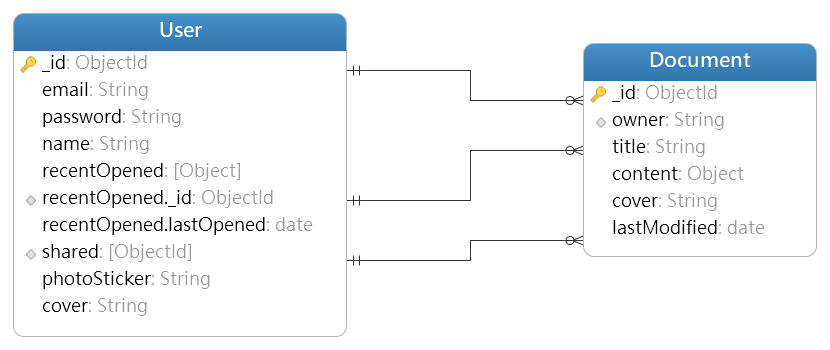 User
_id: ObjectId
email: String
password: String
name: String
recentOpened: [Object]
recentOpened._id: ObjectId
recentOpened.lastOpened: date
shared: [ObjectId]
photoSticker: String
cover: String
Document
_id: ObjectId
owner: String
title: String
content: Object
cover: String
lastModified: date